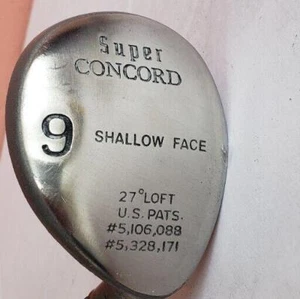 Super
CONCORD
9
SHALLOW FACE
27°LOFT
U.S. PATS.
#5,106,088
#5,328,171